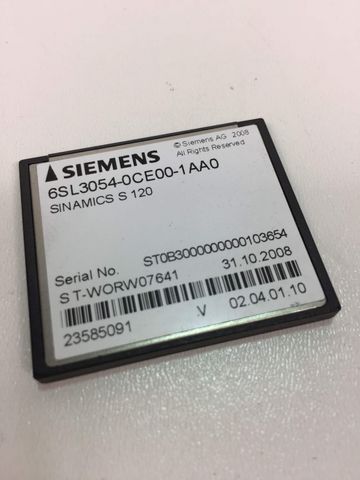 © Siemens AG 2008
All Rights Reserved
SIEMENS
6SL3054-0CE00-1AA0
SINAMICS S 120
Serial No. ST0B3000000000103654
ST-WORW07641 31.10.2008
23585091 V 02.04.01.10